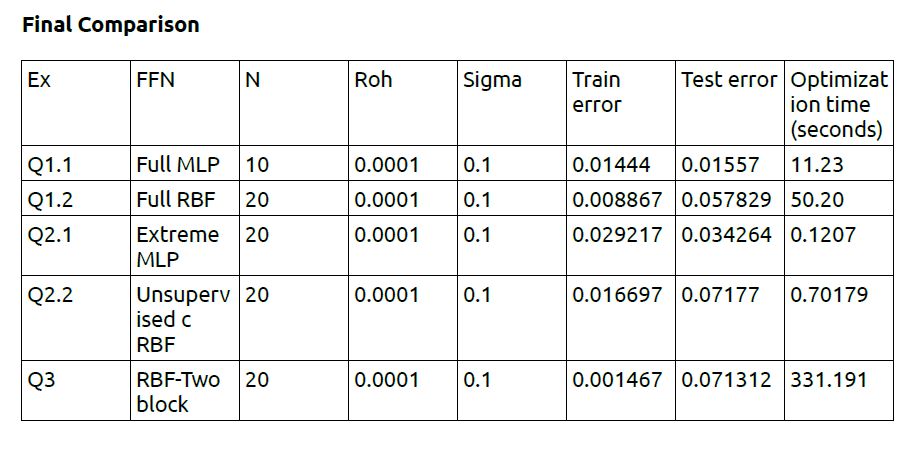 Final Comparison
Ex FFN N Roh Sigma Train error Test error Optimizat ion time (seconds)
Q1.1 Full MLP 10 0.0001 0.1 0.01444 0.01557 11.23
Q1.2 Full RBF 20 0.0001 0.1 0.008867 0.057829 50.20
Q2.1 Extreme MLP 20 0.0001 0.1 0.029217 0.034264 0.1207
Q2.2 Unsuperv ised c RBF 20 0.0001 0.1 0.016697 0.07177 0.70179
Q3 RBF-Two block 20 0.0001 0.1 0.001467 0.071312 331.191